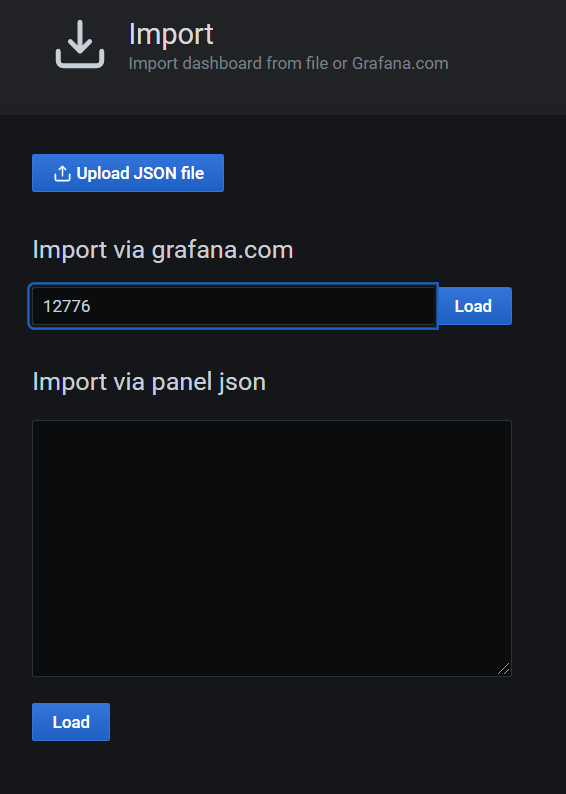 Import
Import dashboard from file or Grafana.com
Upload JSON file
Import via grafana.com
12776
Load
Import via panel json
Load